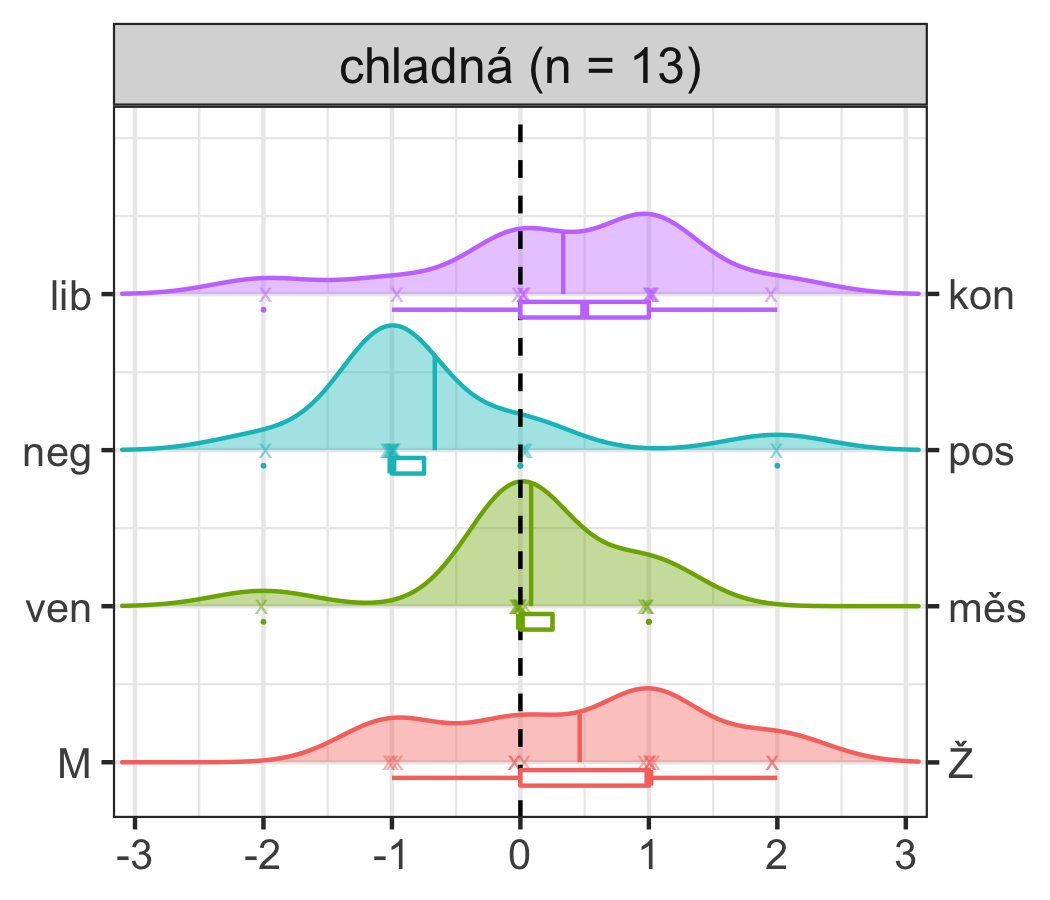 chladná (n = 13)
lib kon
neg pos
ven měs
M Ž
-3 -2 -1 0 1 2 3